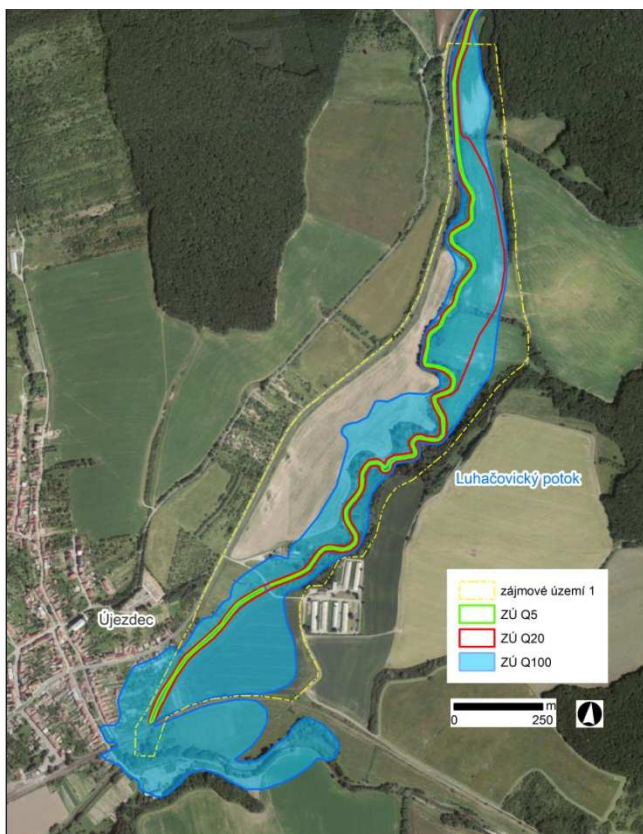 Luhačovický potok
Újezdec
zájmové území 1
ZÚ Q5
ZÚ Q20
ZÚ Q100
m
0 250